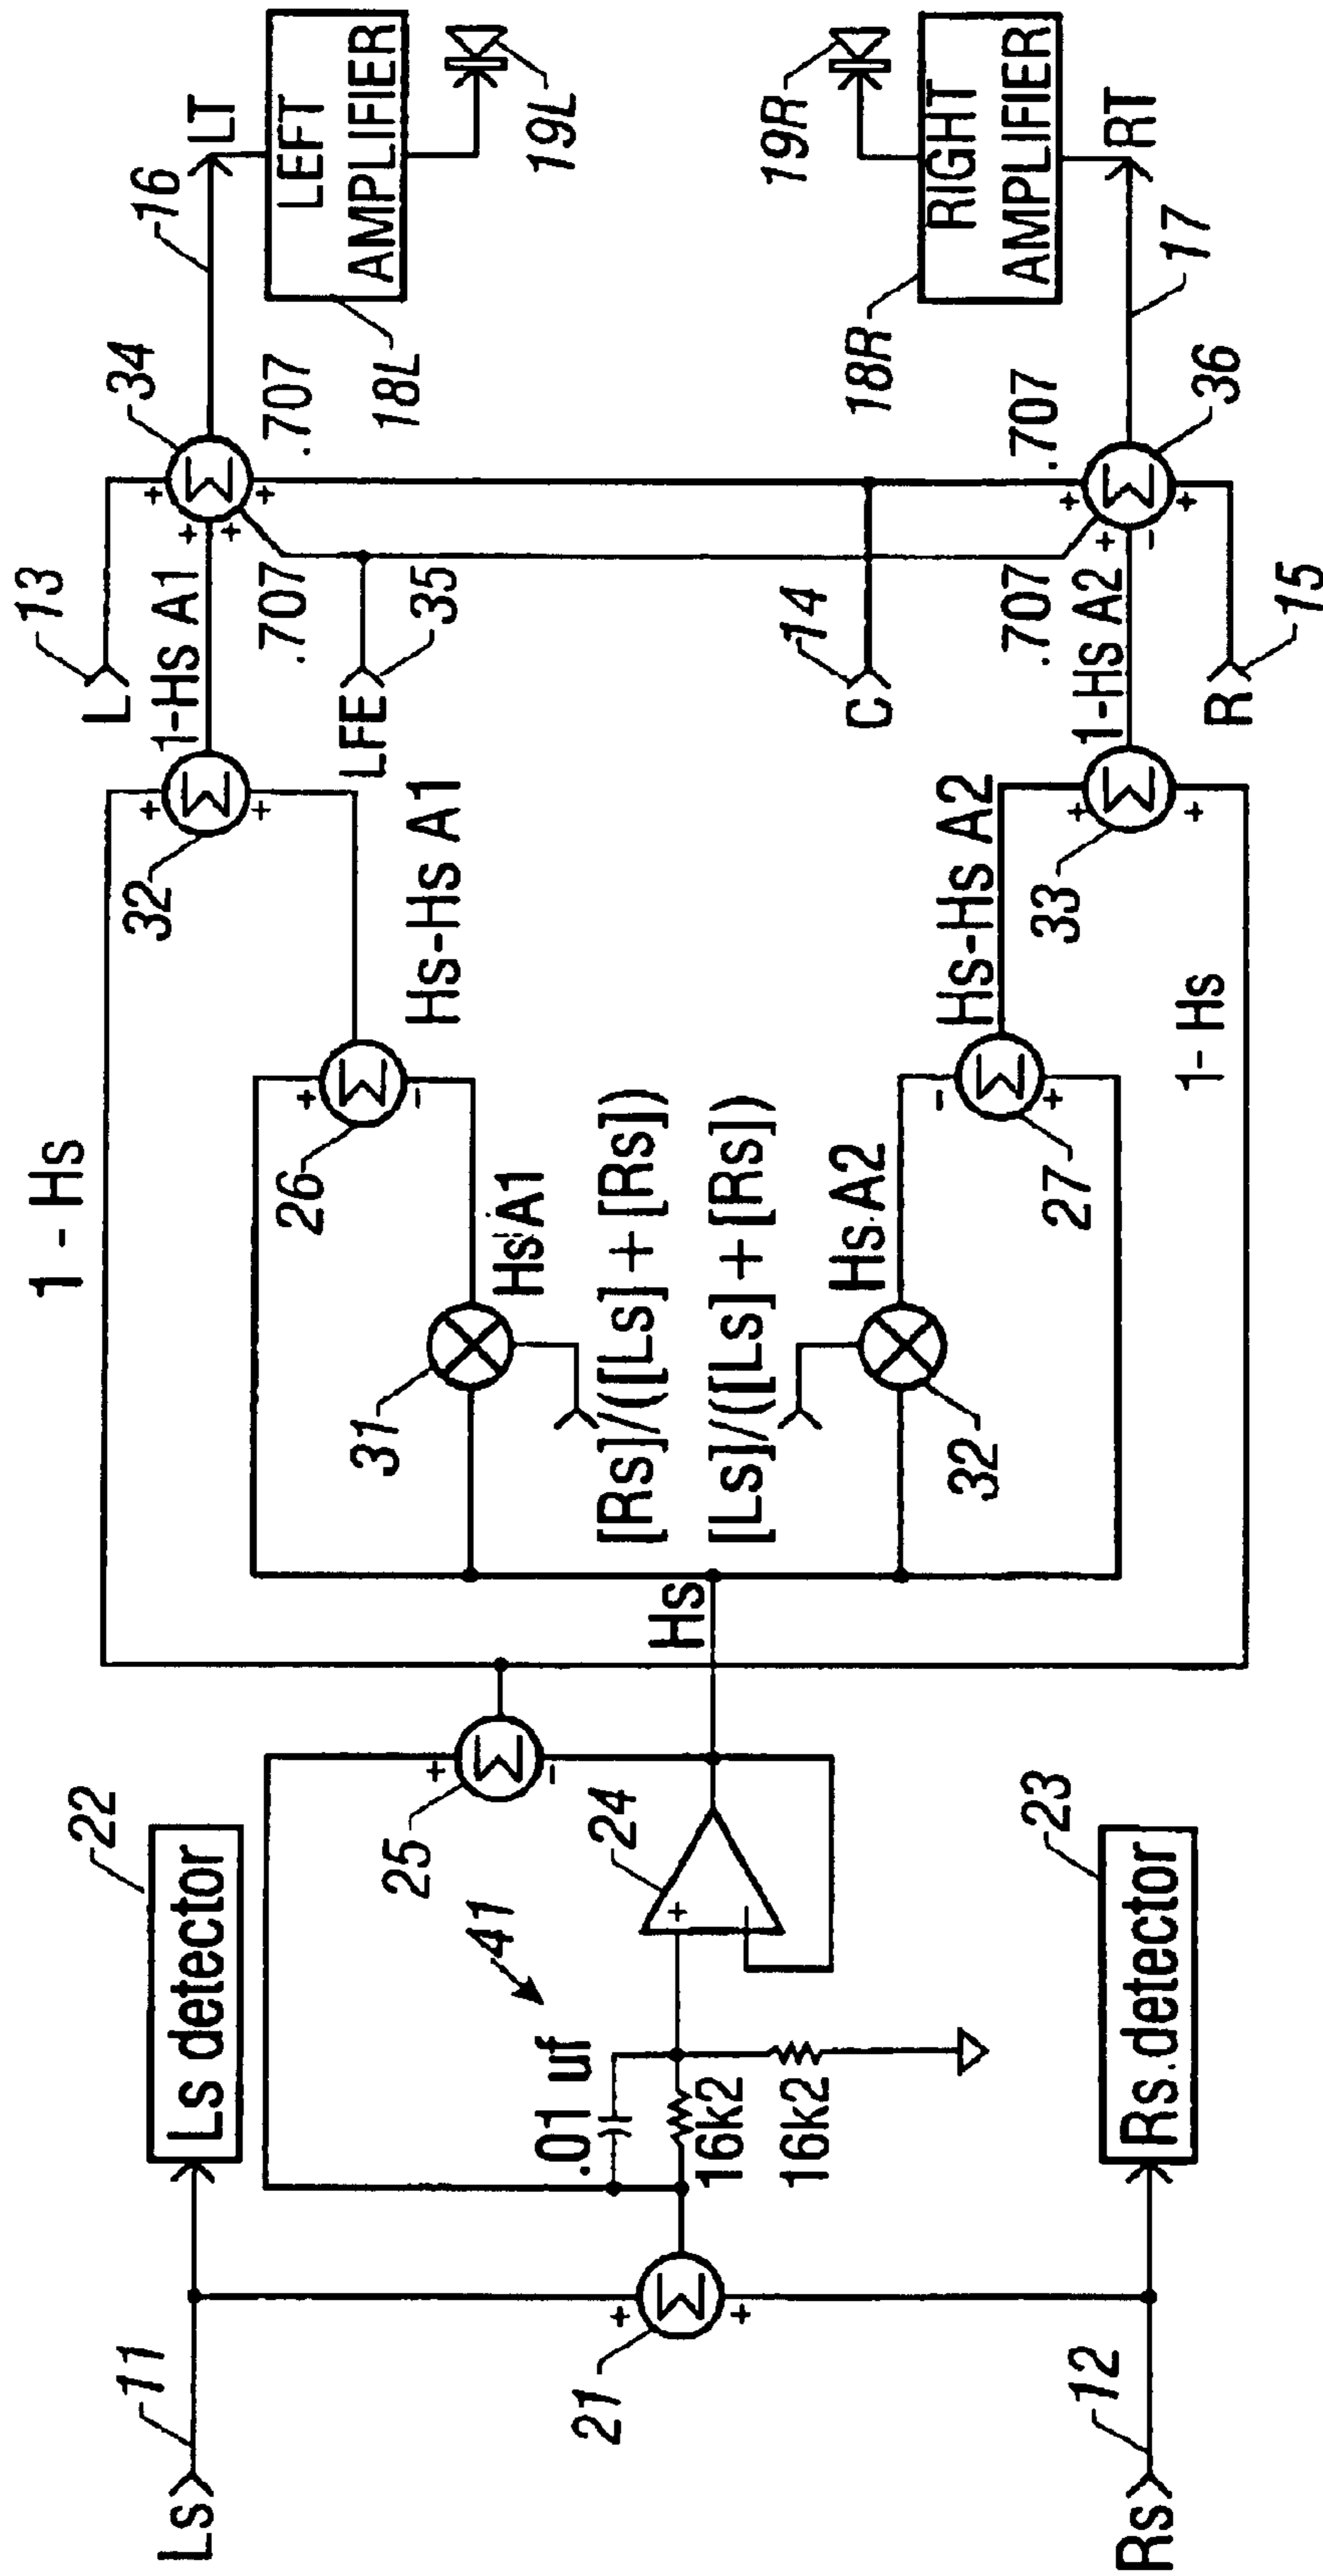 Ls
11
Ls detector
22
21
.01 uf
16k2
16k2
41
24
+
-
25
+
-
+
+
Rs
12
Rs.detector
23
Hs
1 - Hs
31
Hs A1
[Rs]/([Ls] + [Rs])
[Ls]/([Ls] + [Rs])
Hs A2
32
26
+
-
Hs-Hs A1
27
-
+
Hs-Hs A2
1- Hs
32
+
+
1-Hs A1
33
+
+
1-Hs A2
L
13
LFE
35
.707
C
14
.707
R
15
34
+
+
+
+
.707
36
+
+
-
+
.707
16
LT
LEFT
AMPLIFIER
18L
19L
19R
RIGHT
AMPLIFIER
18R
17
RT
Σ
Σ
Σ
Σ
Σ
Σ
Σ
Σ